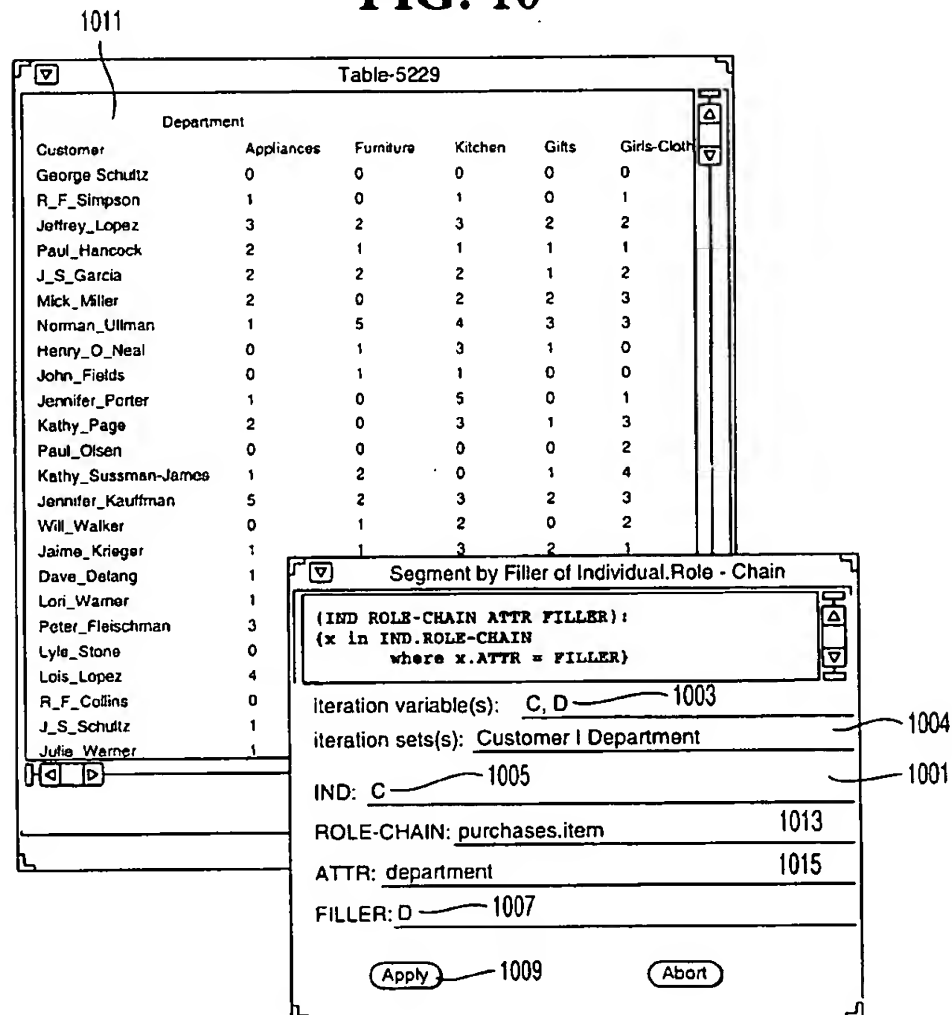 FIG. 10
1011
Table-5229
Department
Customer Appliances Furniture Kitchen Gifts Girls-Cloth
George Schultz 0 0 0 0 0
R_F_Simpson 1 0 1 0 1
Jeffrey_Lopez 3 2 3 2 2
Paul_Hancock 2 1 1 1 1
J_S_Garcia 2 2 2 1 2
Mick_Miller 2 0 2 2 3
Norman_Ullman 1 5 4 3 3
Henry_O_Neal 0 1 3 1 0
John_Fields 0 1 1 0 0
Jennifer_Porter 1 0 5 0 1
Kathy_Page 2 0 3 1 3
Paul_Olsen 0 0 0 0 2
Kathy_Sussman-James 1 2 0 1 4
Jennifer_Kauffman 5 2 3 2 3
Will_Walker 0 1 2 0 2
Jaime_Krieger 1 1 3 2 1
Dave_Delang 1
Lori_Warner 1
Peter_Fleischman 3
Lyle_Stone 0
Lois_Lopez 4
R_F_Collins 0
J_S_Schultz 1
Julie_Warner 1
Segment by Filler of Individual.Role - Chain
(IND ROLE-CHAIN ATTR FILLER):
{x in IND.ROLE-CHAIN
where x.ATTR = FILLER}
iteration variable(s): C, D 1003
iteration sets(s): Customer | Department 1004
IND: C 1005 1001
ROLE-CHAIN: purchases.item 1013
ATTR: department 1015
FILLER: D 1007
Apply 1009 Abort